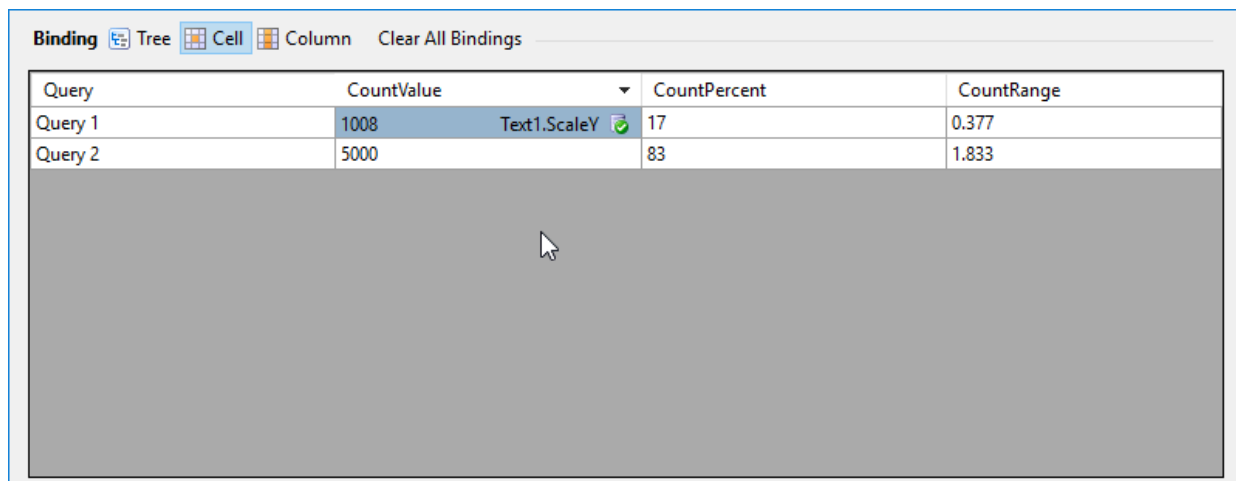 Binding Tree Cell Column Clear All Bindings
Query CountValue CountPercent CountRange
Query 1 1008 Text1.ScaleY 17 0.377
Query 2 5000 83 1.833